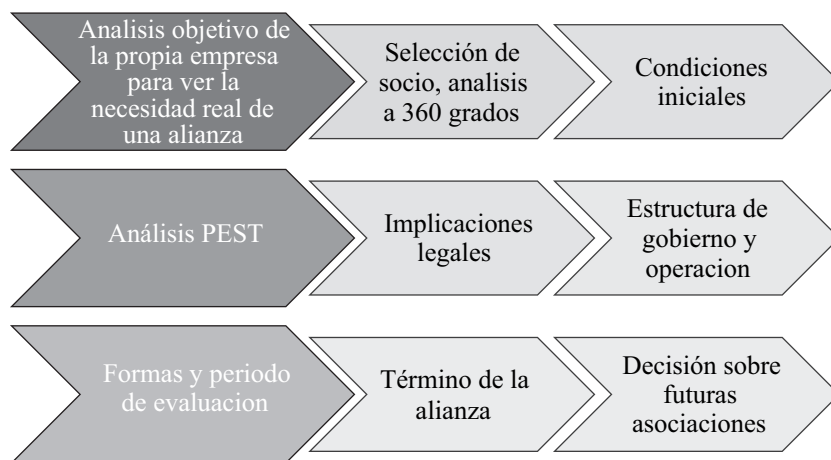 Analisis objetivo de
la propia empresa
para ver la
necesidad real de
una alianza
Selección de
socio, analisis
a 360 grados
Condiciones
iniciales
Análisis PEST
Implicaciones
legales
Estructura de
gobierno y
operacion
Formas y periodo
de evaluacion
Término de la
alianza
Decisión sobre
futuras
asociaciones